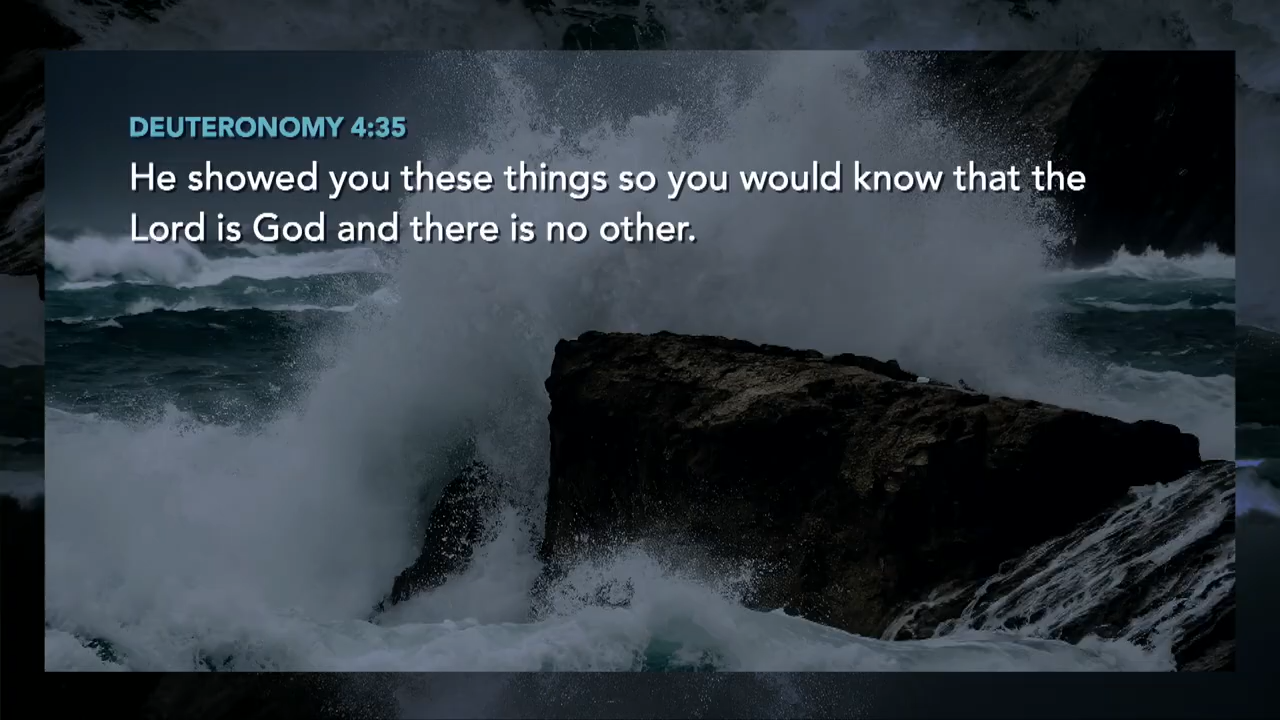 DEUTERONOMY 4:35
He showed you these things so you would know that the
Lord is God and there is no other.